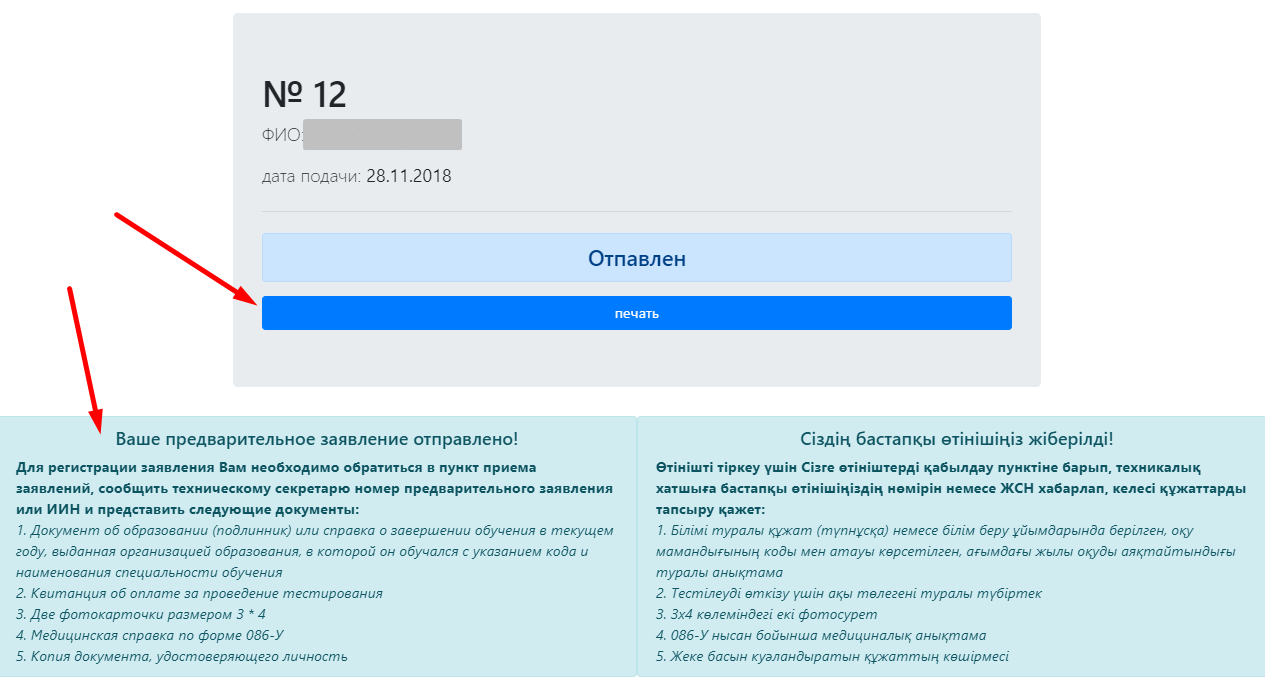 № 12
ФИО:
дата подачи: 28.11.2018
Отпавлен
печать
Ваше предварительное заявление отправлено!
Для регистрации заявления Вам необходимо обратиться в пункт приема
заявлений, сообщить техническому секретарю номер предварительного заявления
или ИИН и представить следующие документы:
1. Документ об образовании (подлинник) или справка о завершении обучения в текущем
году, выданная организацией образования, в которой он обучался с указанием кода и
наименования специальности обучения
2. Квитанция об оплате за проведение тестирования
3. Две фотокарточки размером 3 * 4
4. Медицинская справка по форме 086-У
5. Копия документа, удостоверяющего личность
Сіздің бастапқы өтінішіңіз жіберілді!
Өтінішті тіркеу үшін Сізге өтініштерді қабылдау пунктіне барып, техникалық
хатшыға бастапқы өтінішіңіздің нөмірін немесе ЖСН хабарлап, келесі құжаттарды
тапсыру қажет:
1. Білімі туралы құжат (түпнұсқа) немесе білім беру ұйымдарында берілген, оқу
мамандығының коды мен атауы көрсетілген, ағымдағы жылы оқуды аяқтайтындығы
туралы анықтама
2. Тестілеуді өткізу үшін ақы төлегені туралы түбіртек
3. 3х4 көлеміндегі екі фотосурет
4. 086-У нысан бойынша медициналық анықтама
5. Жеке басын куәландыратын құжаттың көшірмесі